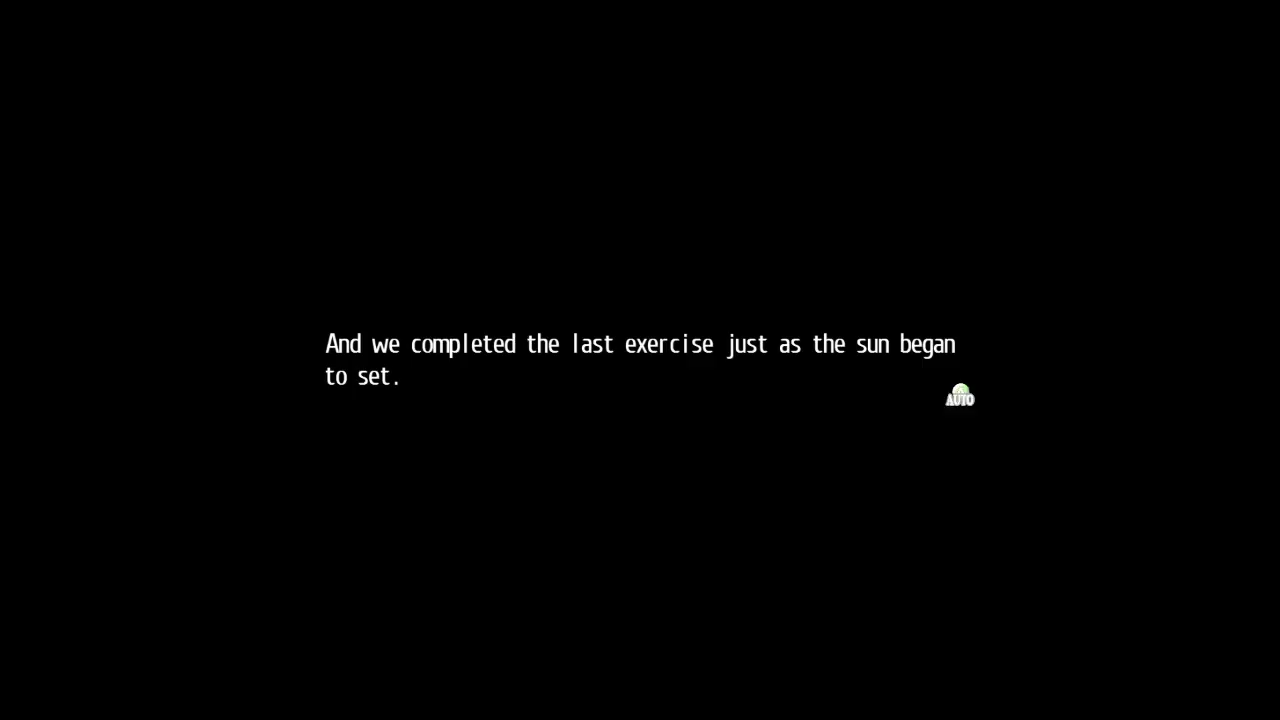 And we completed the last exercise just as the sun began
to set.
AUTO